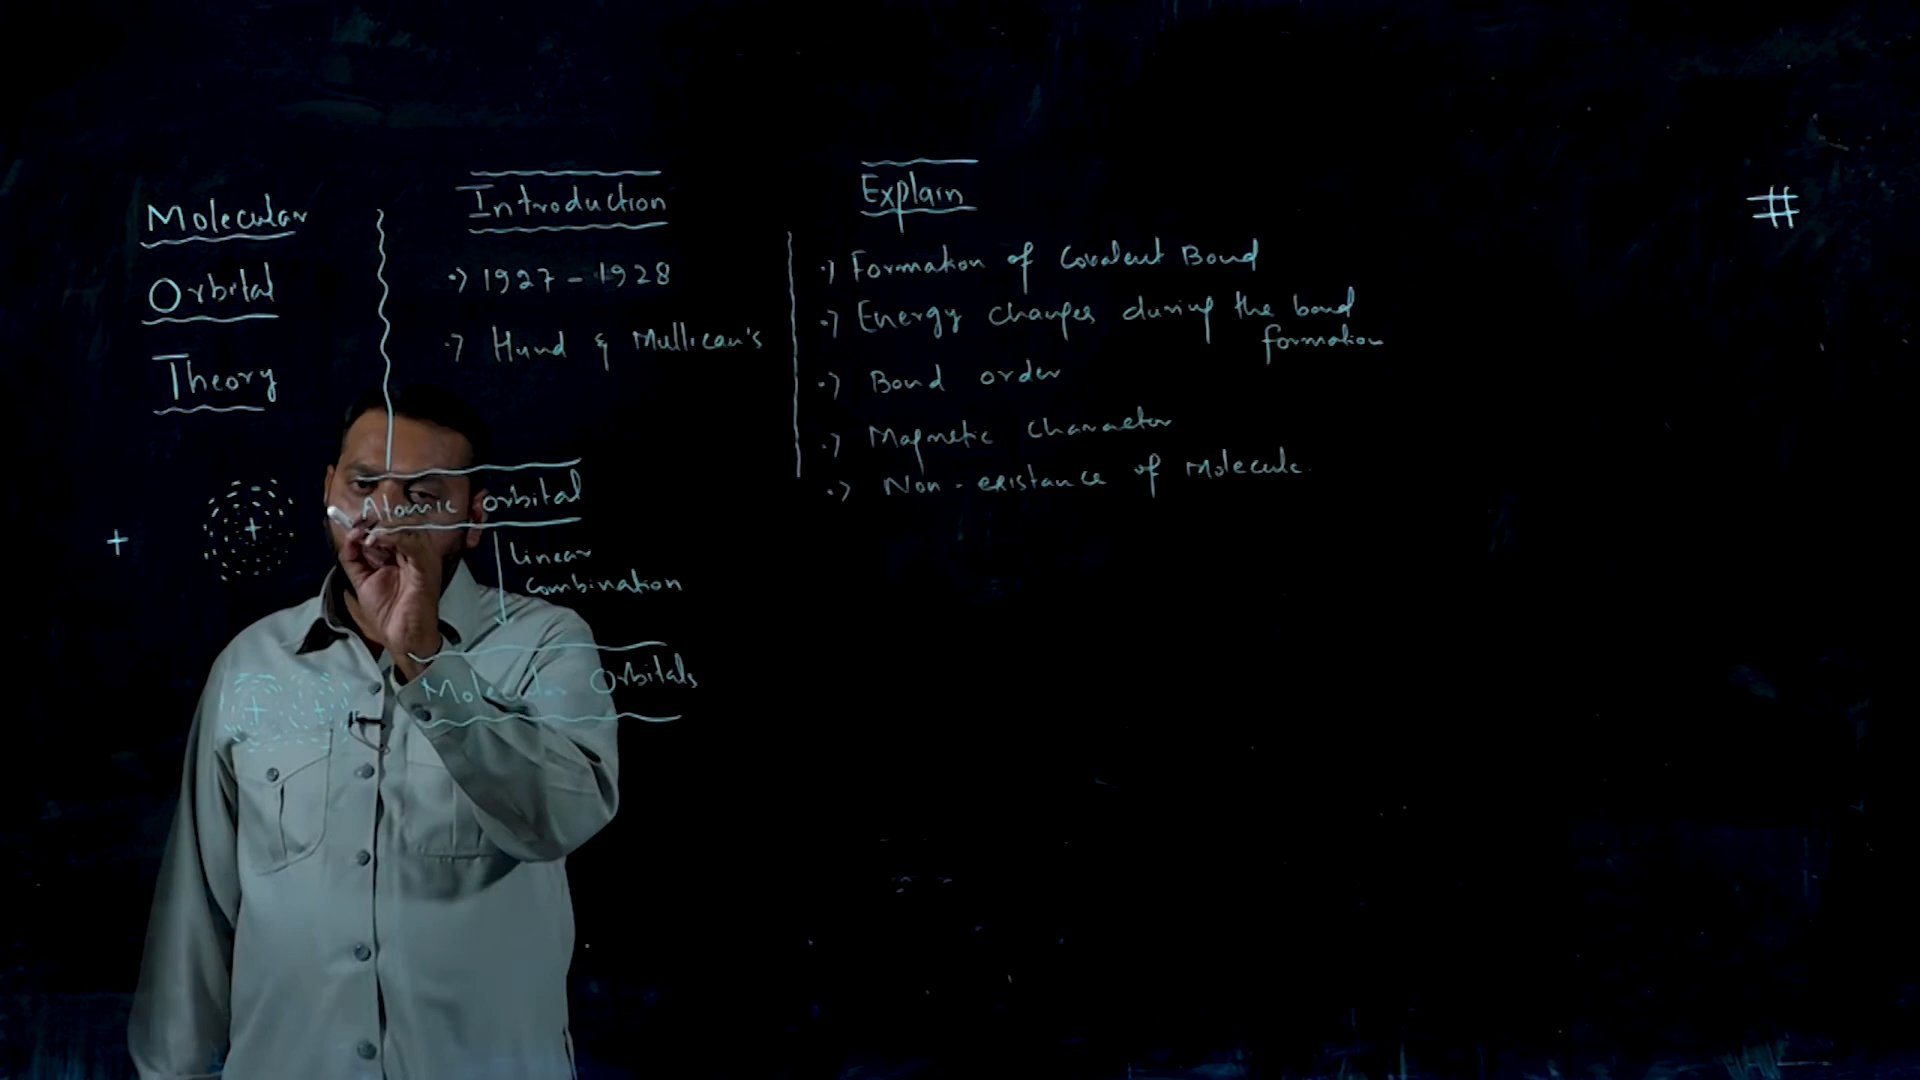 Molecular
Orbital
Theory
Introduction
·) 1927 - 1928
·) Hund & Mullican's
Explain
·) Formation of Covalent Bond
·) Energy changes during the bond
formation
·) Bond order
·) Magnetic Character
·) Non - existance of Molecule.
#
Atomic orbital
Linear
Combination
Molecular Orbitals
+
+
+ +